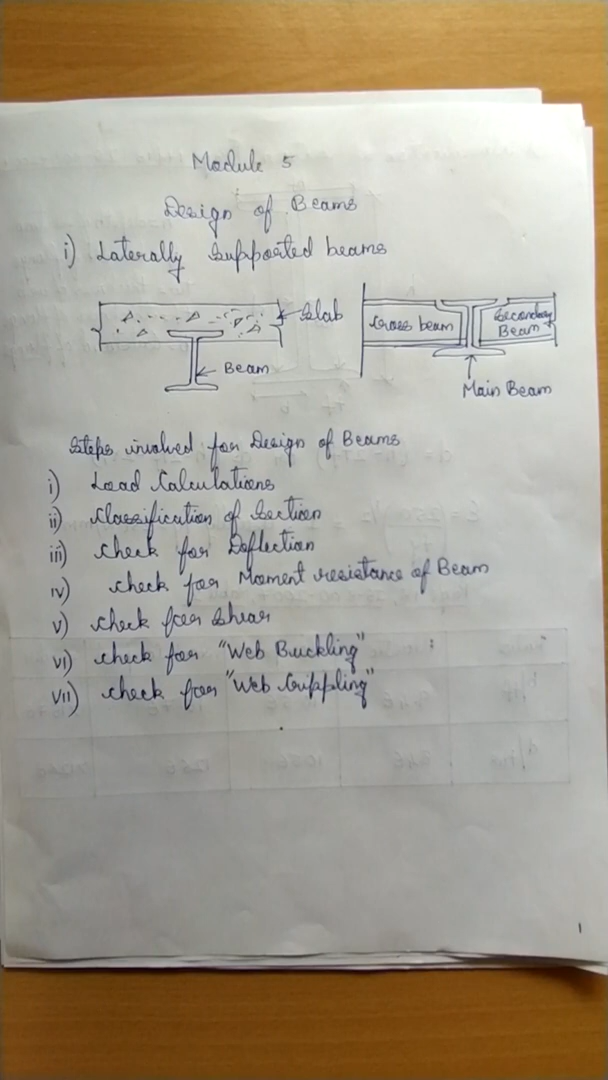 Module 5
Design of Beams
i) Laterally supported beams
Slab
Beam
Cross beam
Secondary
Beam
Main Beam
Steps involved for Design of Beams
i) Load Calculations
ii) Classification of Section
iii) check for Deflection
iv) check for Moment resistance of Beam
v) check for Shear
vi) check for "Web Buckling"
vii) check for "Web Crippling"
1